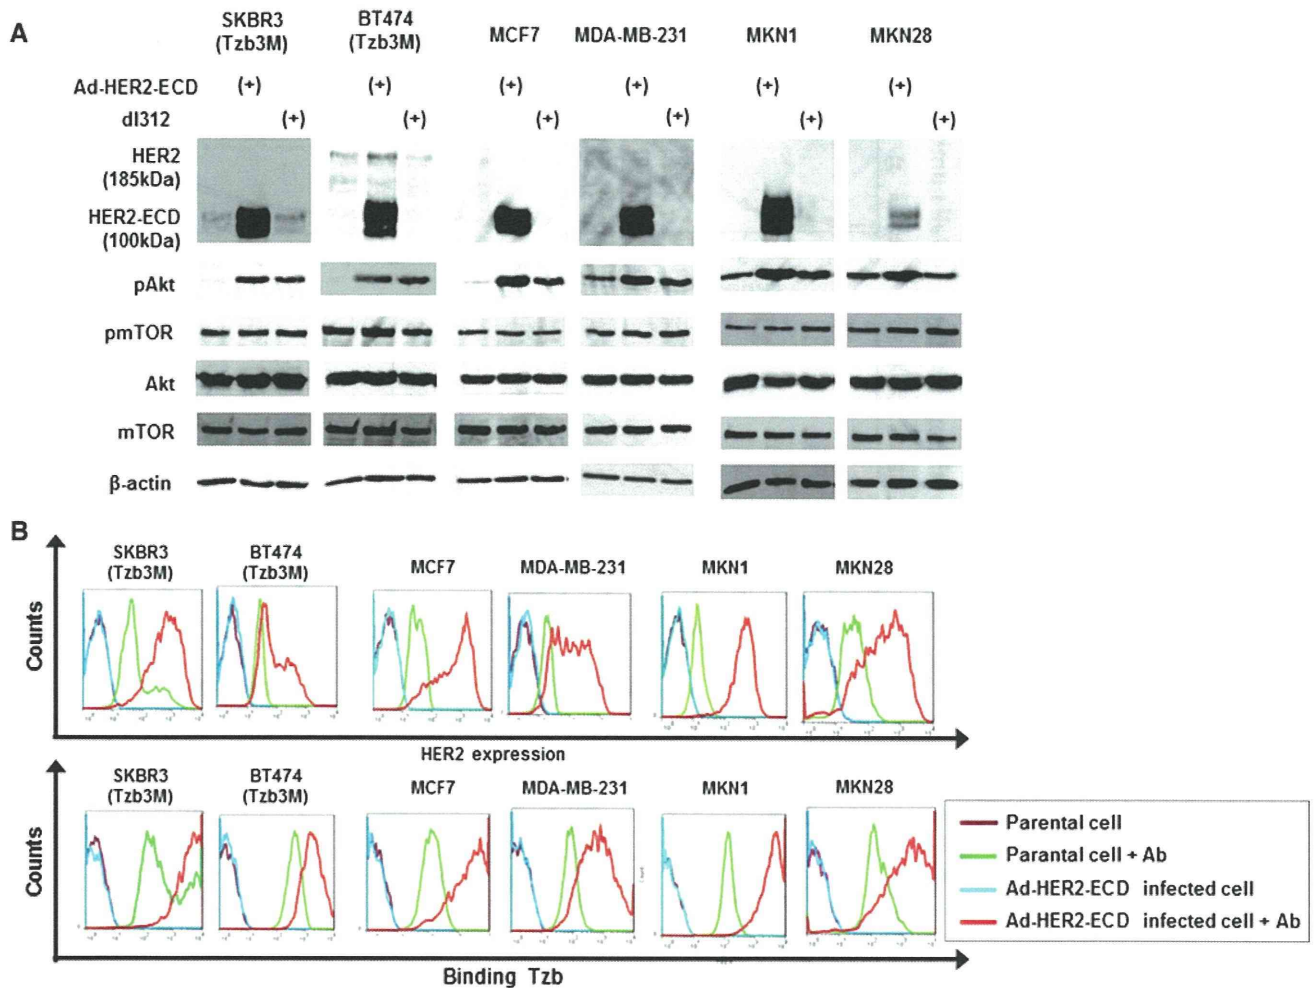 A
SKBR3 (Tzb3M)
BT474 (Tzb3M)
MCF7
MDA-MB-231
MKN1
MKN28
Ad-HER2-ECD
(+)
(+)
(+)
(+)
(+)
(+)
dl312
(+)
(+)
(+)
(+)
(+)
(+)
HER2
(185kDa)
HER2-ECD
(100kDa)
pAkt
pmTOR
Akt
mTOR
β-actin
B
SKBR3
(Tzb3M)
BT474
(Tzb3M)
MCF7
MDA-MB-231
MKN1
MKN28
Counts
HER2 expression
SKBR3
(Tzb3M)
BT474
(Tzb3M)
MCF7
MDA-MB-231
MKN1
MKN28
Counts
Binding Tzb
Parental cell
Parantal cell + Ab
Ad-HER2-ECD infected cell
Ad-HER2-ECD infected cell + Ab